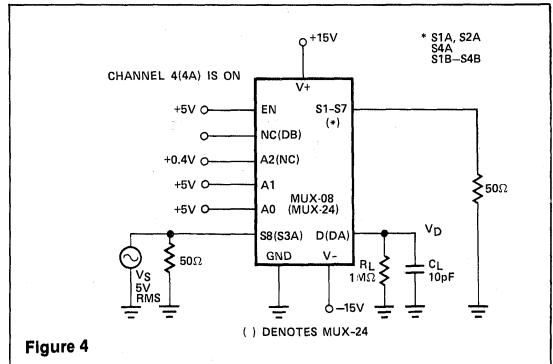 +15V
* S1A, S2A
S4A
S1B–S4B
CHANNEL 4(4A) IS ON
V+
+5V
EN
S1–S7
(*)
NC(DB)
+0.4V
A2(NC)
+5V
A1
MUX-08
(MUX-24)
50Ω
+5V
A0
S8(S3A)
D(DA)
VD
VS
5V
RMS
50Ω
GND
V−
RL
1MΩ
CL
10pF
−15V
( ) DENOTES MUX-24
Figure 4